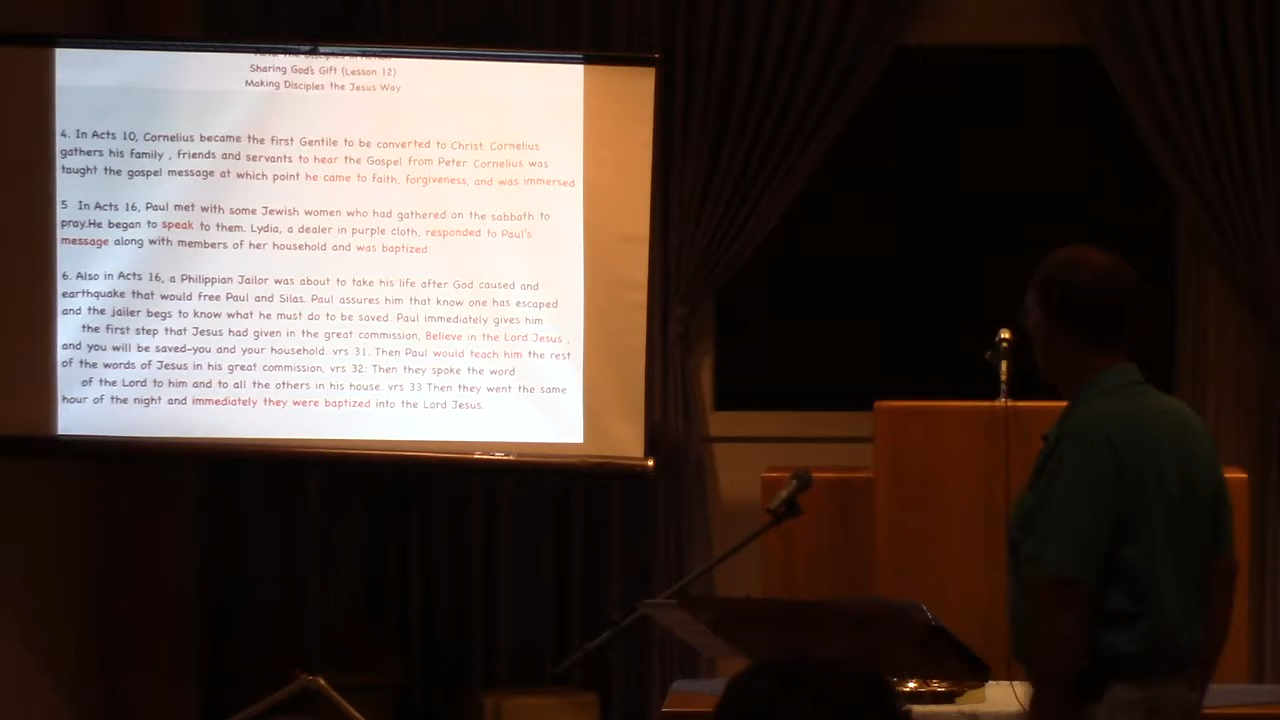 Sharing God's Gift (Lesson 12)
Making Disciples the Jesus Way
4. In Acts 10, Cornelius became the first Gentile to be converted to Christ. Cornelius
gathers his family , friends and servants to hear the Gospel from Peter. Cornelius was
taught the gospel message at which point he came to faith, forgiveness, and was immersed.
5 In Acts 16, Paul met with some Jewish women who had gathered on the sabbath to
pray.He began to speak to them. Lydia, a dealer in purple cloth, responded to Paul's
message along with members of her household and was baptized.
6. Also in Acts 16, a Philippian Jailor was about to take his life after God caused and
earthquake that would free Paul and Silas. Paul assures him that know one has escaped
and the jailer begs to know what he must do to be saved. Paul immediately gives him
the first step that Jesus had given in the great commission, Believe in the Lord Jesus ,
and you will be saved-you and your household. vrs 31. Then Paul would teach him the rest
of the words of Jesus in his great commission, vrs 32: Then they spoke the word
of the Lord to him and to all the others in his house. vrs 33 Then they went the same
hour of the night and immediately they were baptized into the Lord Jesus.